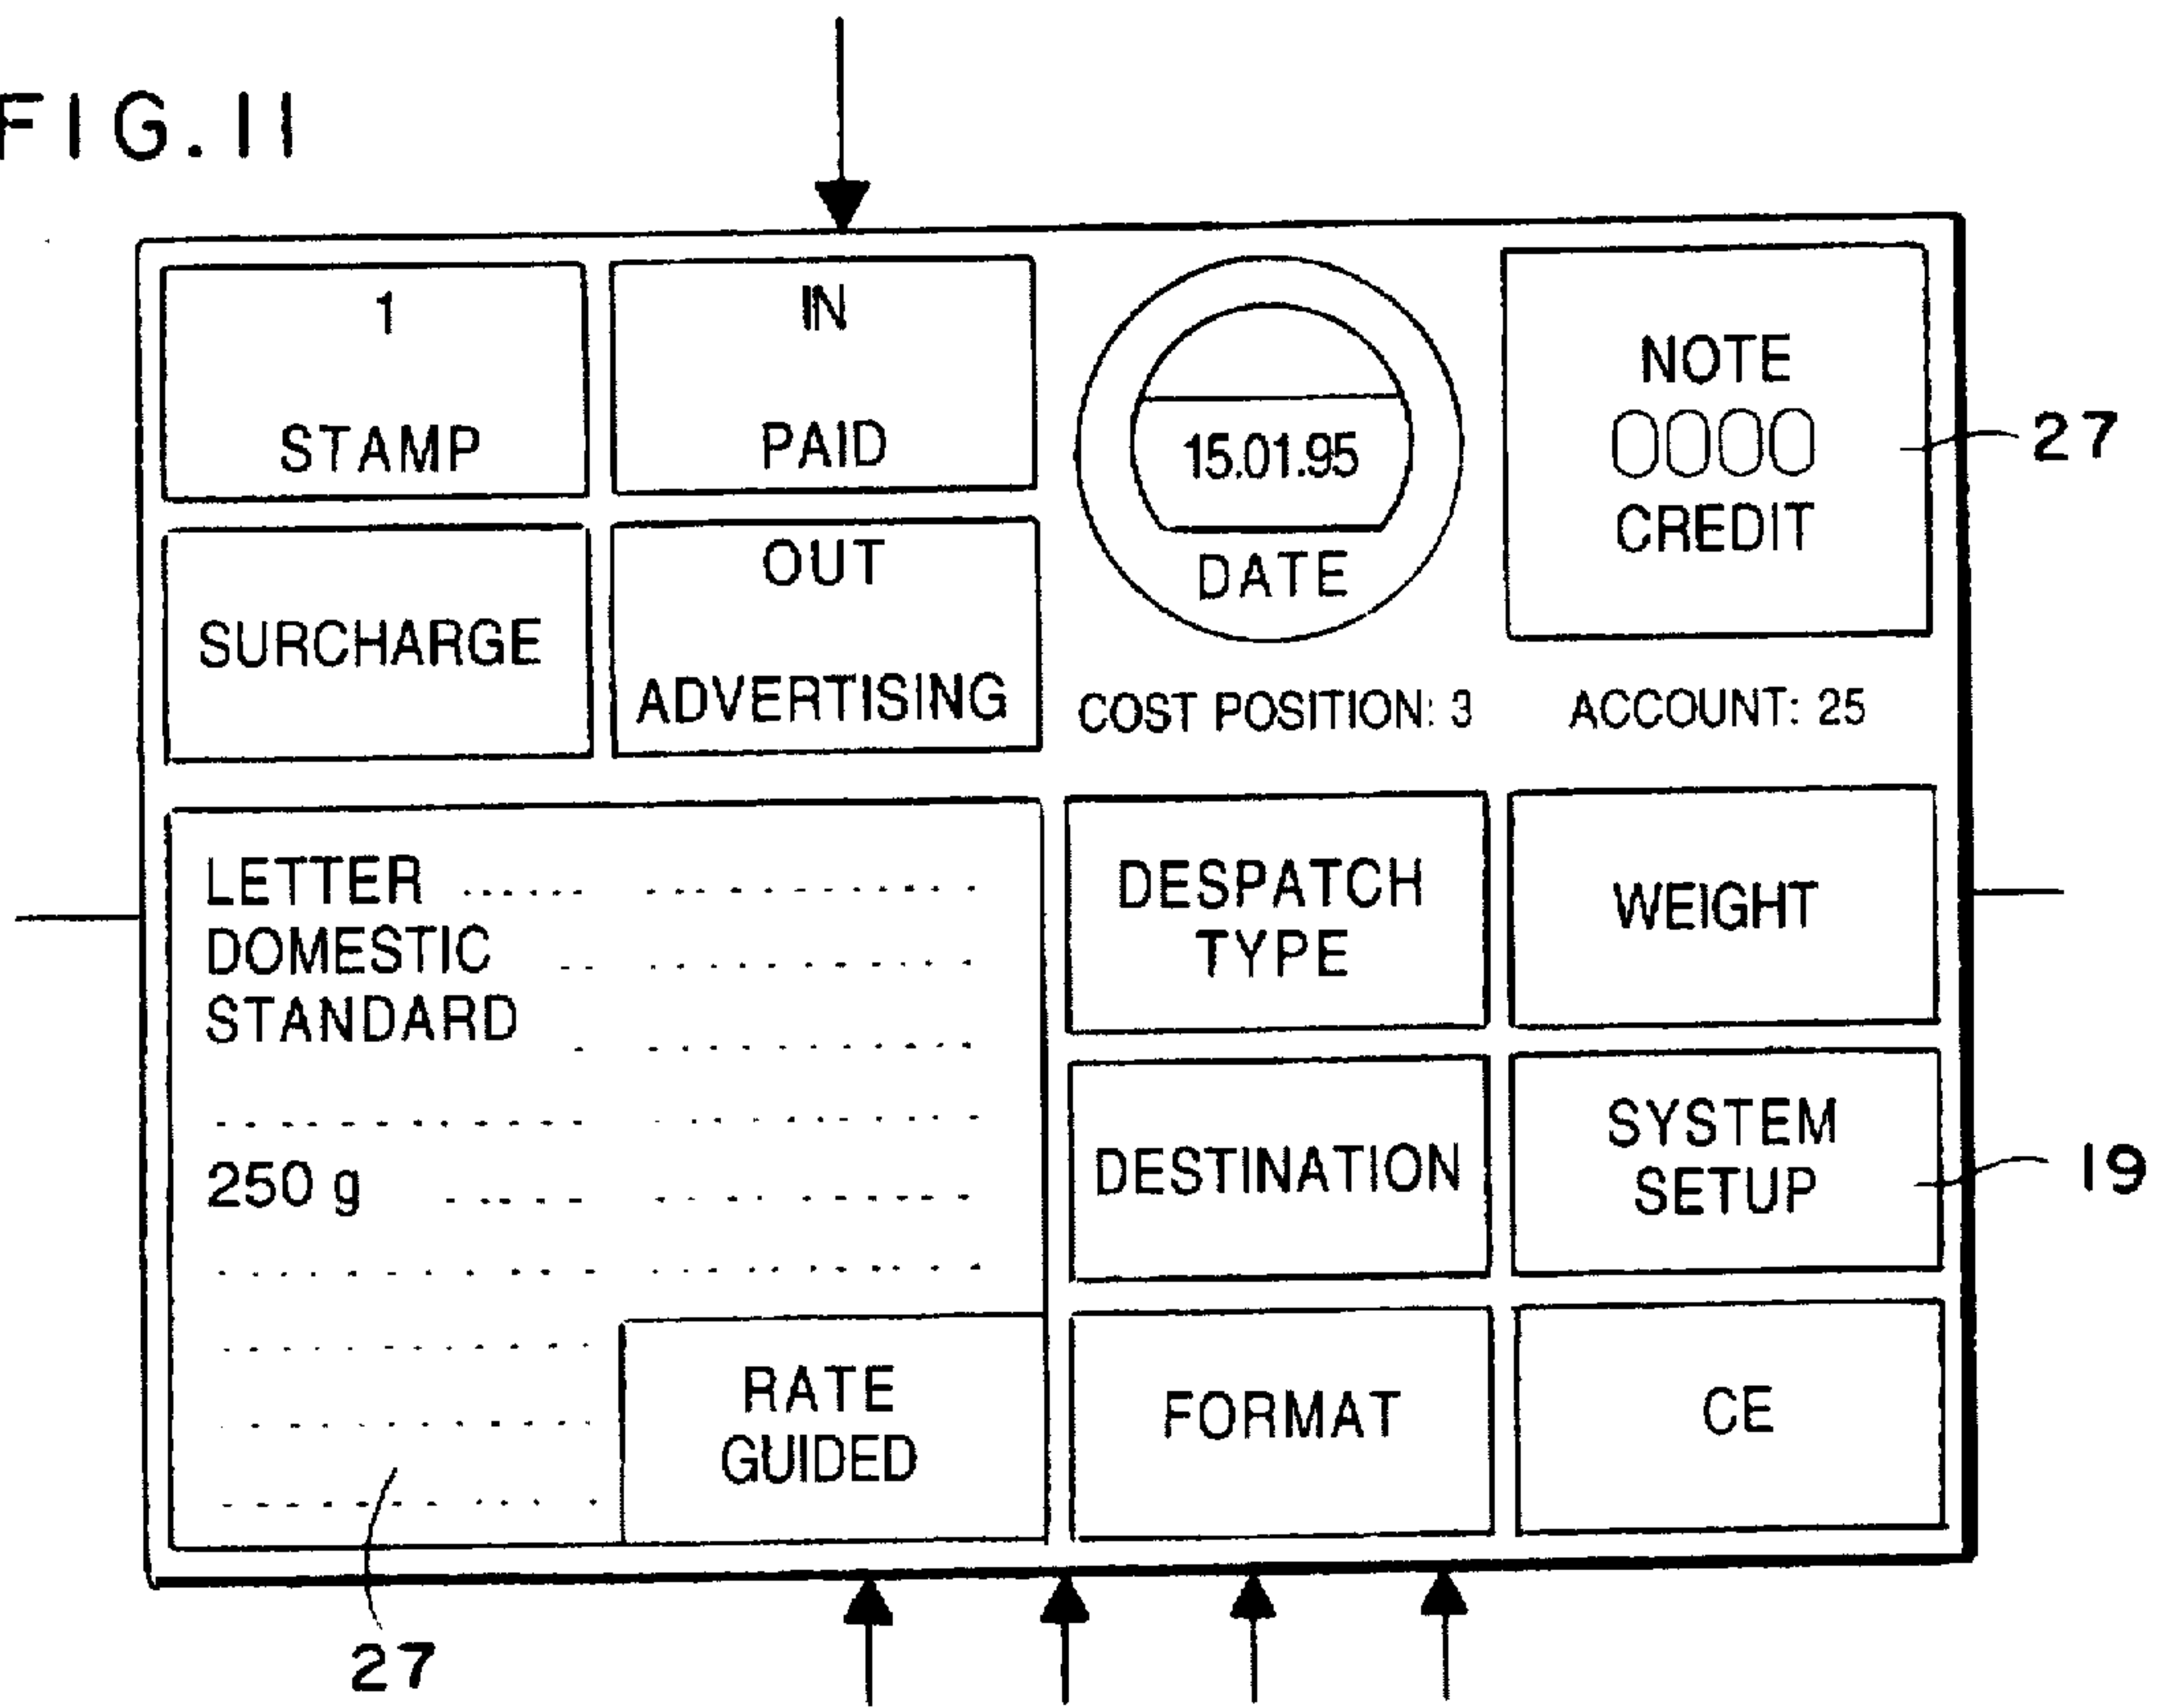 FIG.11
1
STAMP
IN
PAID
15.01.95
DATE
NOTE
0000
CREDIT
27
SURCHARGE
OUT
ADVERTISING
COST POSITION: 3
ACCOUNT: 25
LETTER
DOMESTIC
STANDARD
250 g
RATE
GUIDED
DESPATCH
TYPE
WEIGHT
DESTINATION
SYSTEM
SETUP
19
FORMAT
CE
27